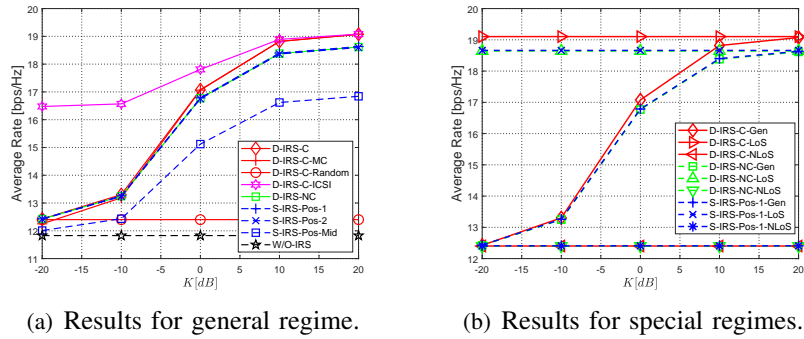 20
19
18
17
16
15
14
13
12
11
Average Rate [bps/Hz]
D-IRS-C
D-IRS-C-MC
D-IRS-C-Random
D-IRS-C-ICSI
D-IRS-NC
S-IRS-Pos-1
S-IRS-Pos-2
S-IRS-Pos-Mid
W/O-IRS
-20 -10 0 10 20
K[dB]
(a) Results for general regime.
20
19
18
17
16
15
14
13
12
11
Average Rate [bps/Hz]
D-IRS-C-Gen
D-IRS-C-LoS
D-IRS-C-NLoS
D-IRS-NC-Gen
D-IRS-NC-LoS
D-IRS-NC-NLoS
S-IRS-Pos-1-Gen
S-IRS-Pos-1-LoS
S-IRS-Pos-1-NLoS
-20 -15 -10 -5 0 5 10 15 20
K[dB]
(b) Results for special regimes.